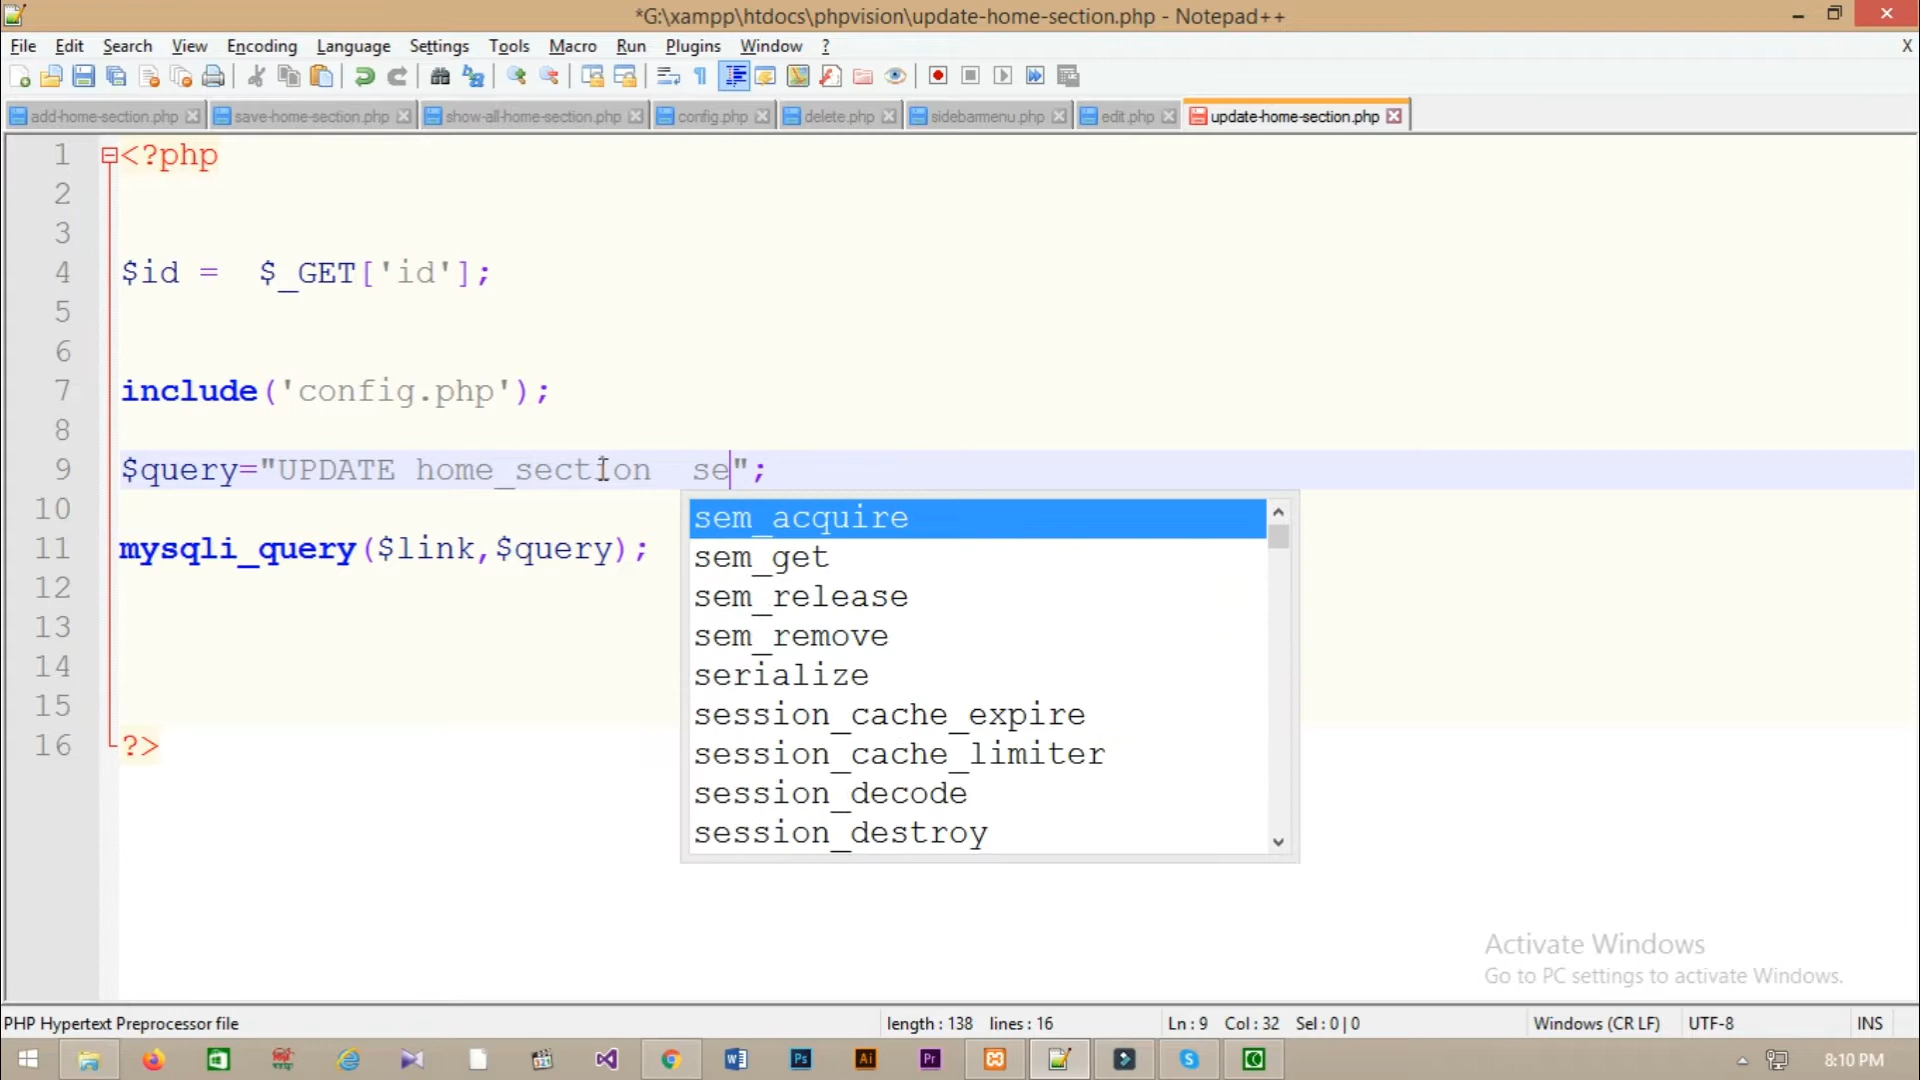 *G:\xampp\htdocs\phpvision\update-home-section.php - Notepad++
File Edit Search View Encoding Language Settings Tools Macro Run Plugins Window ? X
add-home-section.php save-home-section.php show-all-home-section.php config.php delete.php sidebarmenu.php edit.php update-home-section.php
1 <?php
2
3
4 $id = $_GET['id'];
5
6
7 include('config.php');
8
9 $query="UPDATE home_section  se";
10
sem_acquire
11 mysqli_query($link,$query);
sem_get
12
sem_release
13
sem_remove
14
serialize
15
session_cache_expire
16 ?>
session_cache_limiter
session_decode
session_destroy
Activate Windows
Go to PC settings to activate Windows.
PHP Hypertext Preprocessor file length : 138 lines : 16 Ln : 9 Col : 32 Sel : 0 | 0 Windows (CR LF) UTF-8 INS
Ps Ai Pr 8:10 PM